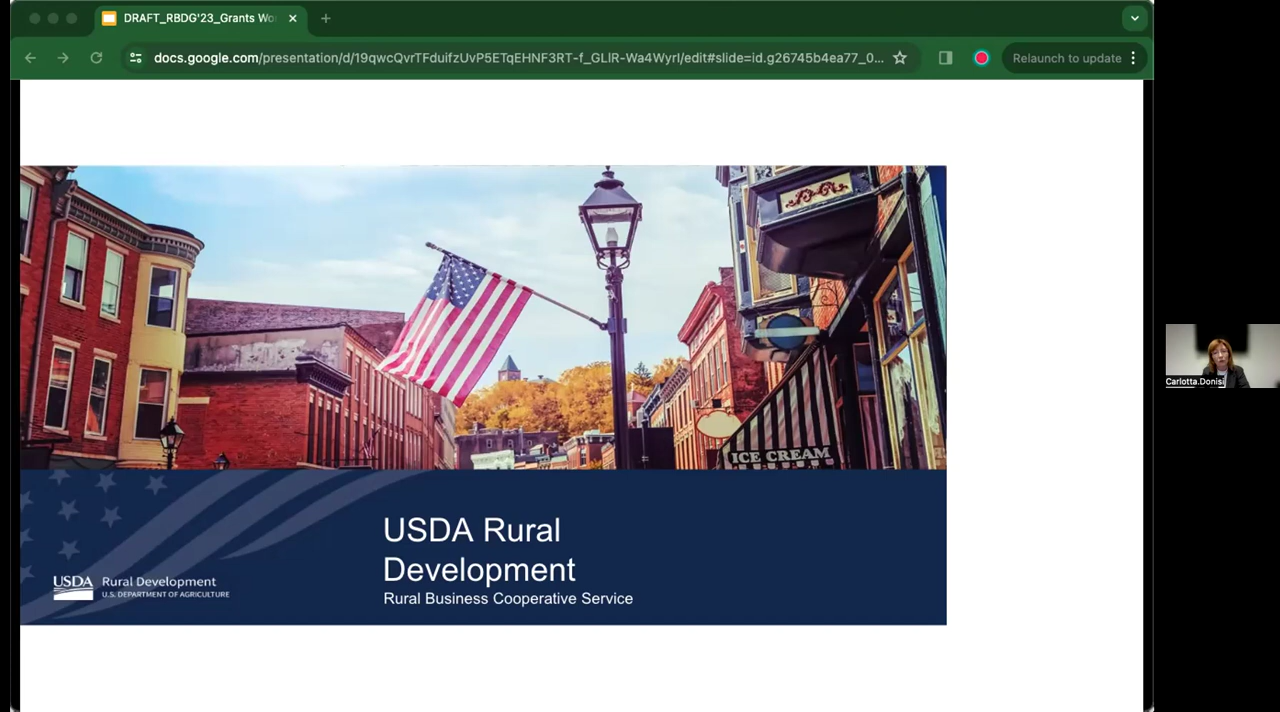 DRAFT_RBDG'23_Grants Wo
docs.google.com/presentation/d/19qwcQvrTFduifzUvP5ETqEHNF3RT-f_GLlR-Wa4WyrI/edit#slide=id.g26745b4ea77_0...
Relaunch to update
ICE CREAM
USDA Rural
Development
Rural Business Cooperative Service
USDA Rural Development
U.S. DEPARTMENT OF AGRICULTURE
Carlotta.Donisi